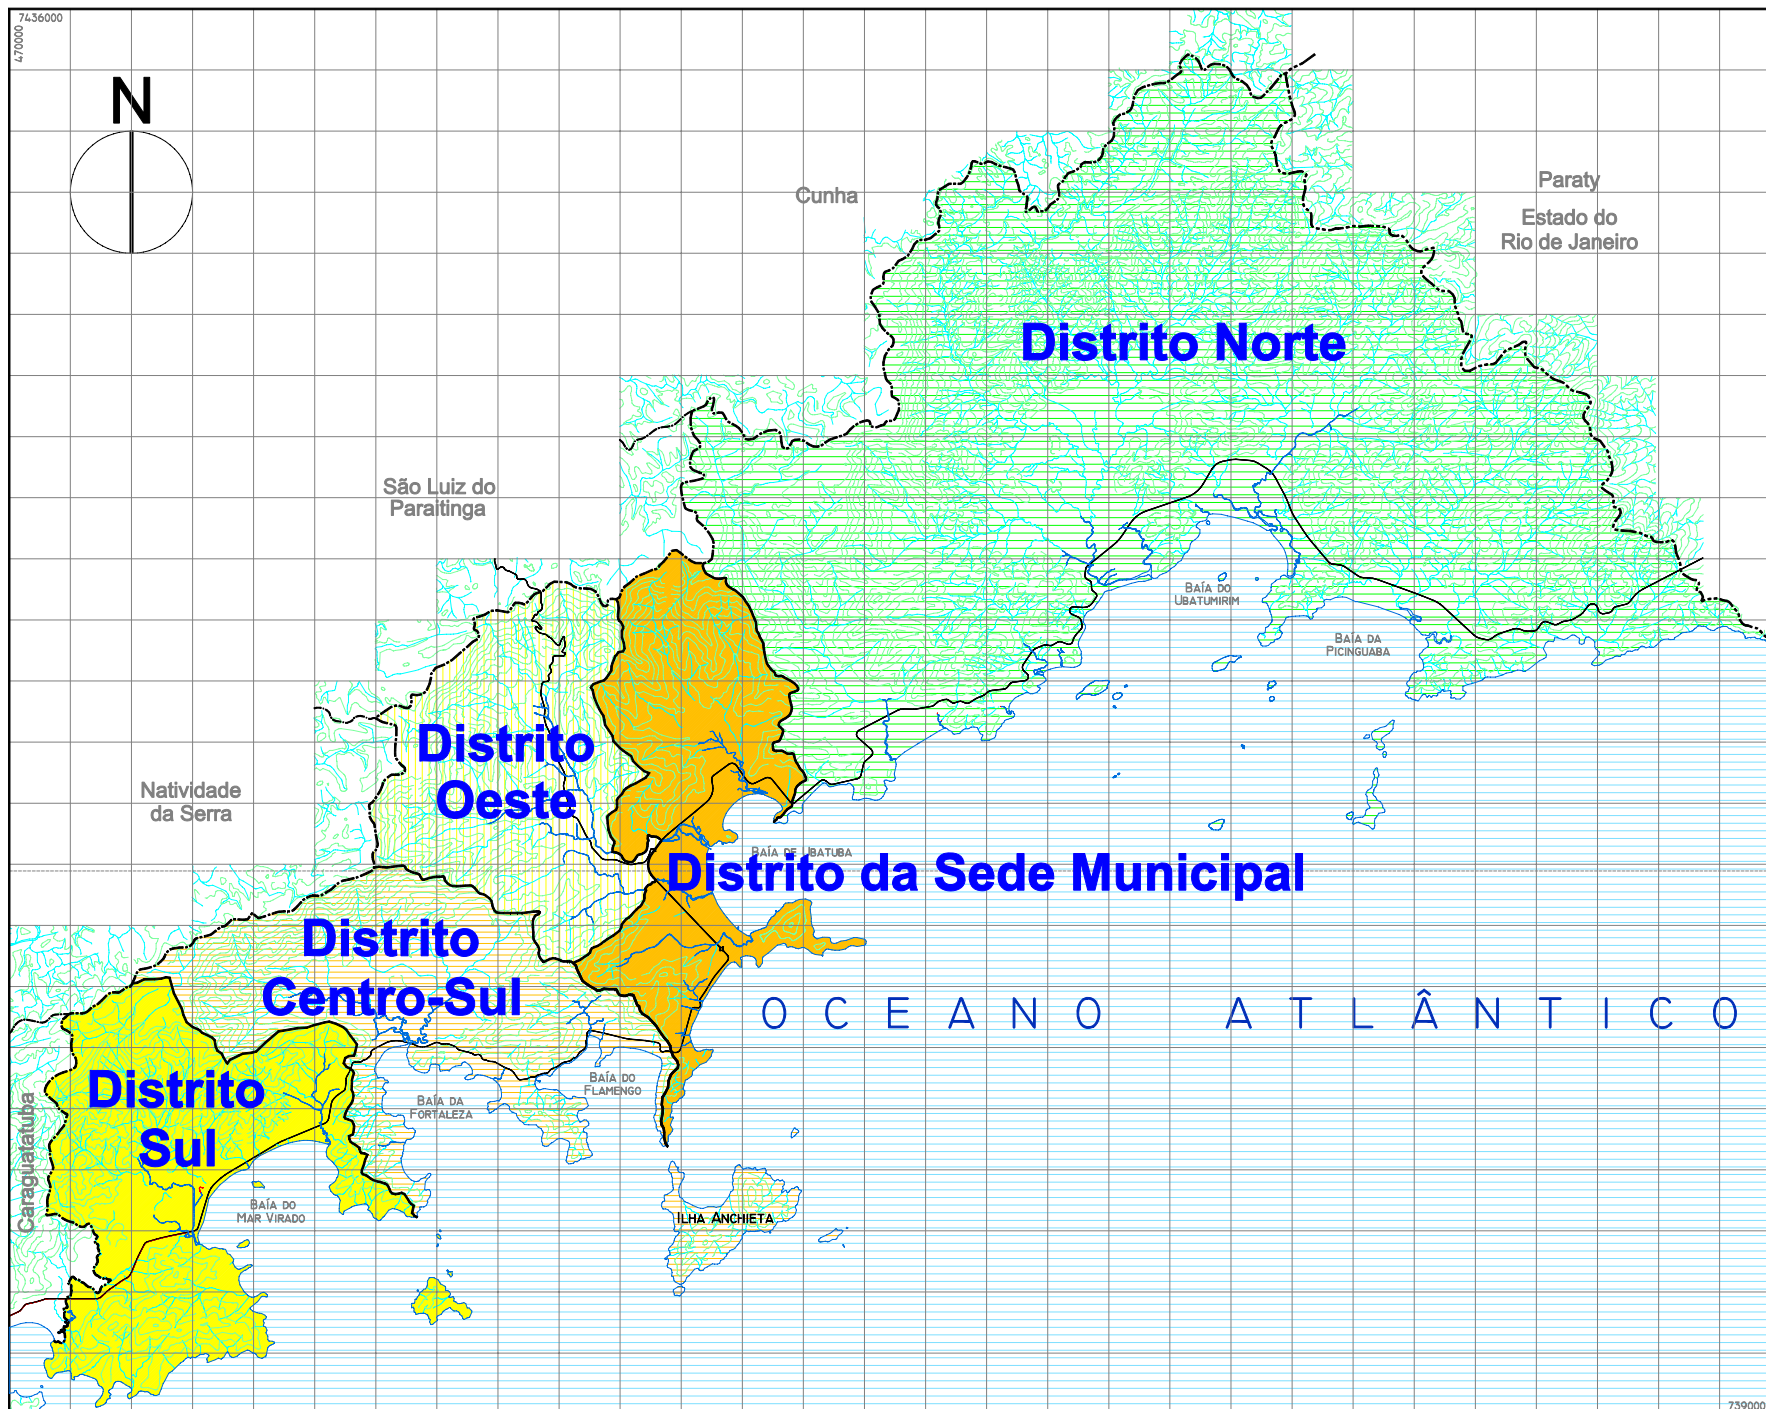 7436000
470000
N
Cunha
Paraty
Estado do
Rio de Janeiro
Distrito Norte
São Luiz do
Paraitinga
BAÍA DO
UBATUMIRIM
BAÍA DA
PICINGUABA
Distrito
Oeste
Natividade
da Serra
BAÍA DE UBATUBA
Distrito da Sede Municipal
Distrito
Centro-Sul
OCEANO ATLÂNTICO
Distrito
Sul
BAÍA DO
FLAMENGO
BAÍA DA
FORTALEZA
Caraguatatuba
BAÍA DO
MAR VIRADO
ILHA ANCHIETA
739000